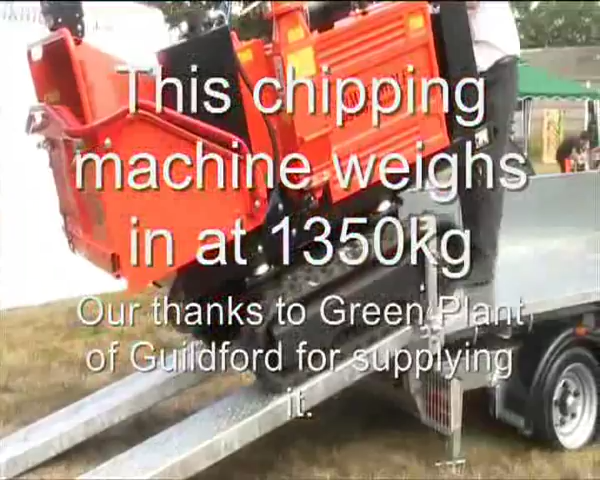 This chipping
machine weighs
in at 1350kg
Our thanks to Green Plant
of Guildford for supplying
it.